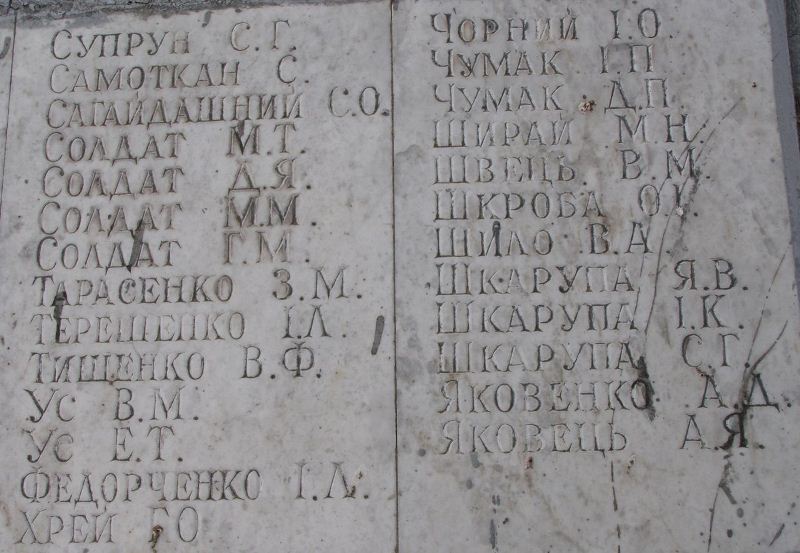 Супрун С. Г.
Самоткан С.
Сагайдашний С.О.
Солдат М.Т.
Солдат Д.Я.
Солдат М.М.
Солдат Г.М.
Тарасенко З.М.
Терешенко І.Л.
Тищенко В.Ф.
Ус В.М.
Ус Е.Т.
Федорченко І.Л.
Хрей Г.О
Чорний І.О.
Чумак І.П
Чумак Д.П.
Ширай М.Н.
Швець В.М.
Шкроба О.І.
Шило В.А
Шкарупа Я.В.
Шкарупа І.К.
Шкарупа С.Г.
Яковенко А.Д.
Яковець А.Я.